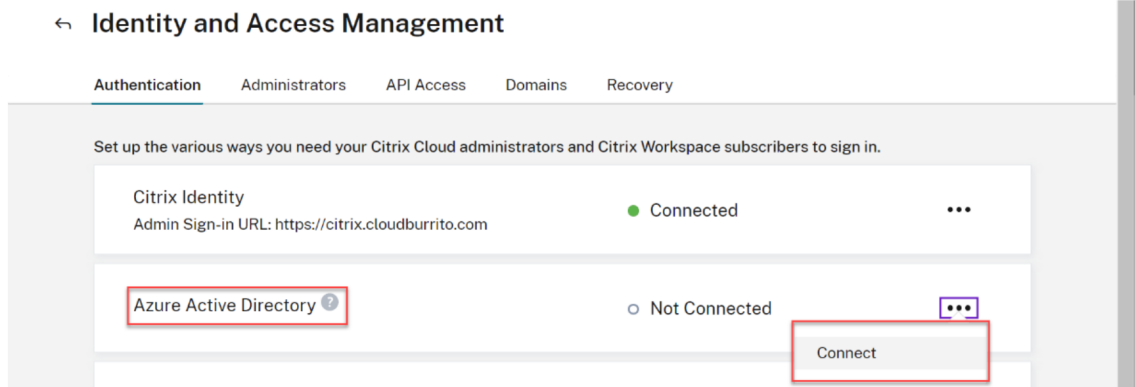 Identity and Access Management
Authentication Administrators API Access Domains Recovery
Set up the various ways you need your Citrix Cloud administrators and Citrix Workspace subscribers to sign in.
Citrix Identity
Admin Sign-in URL: https://citrix.cloudburrito.com
Connected
Azure Active Directory ?
Not Connected
Connect